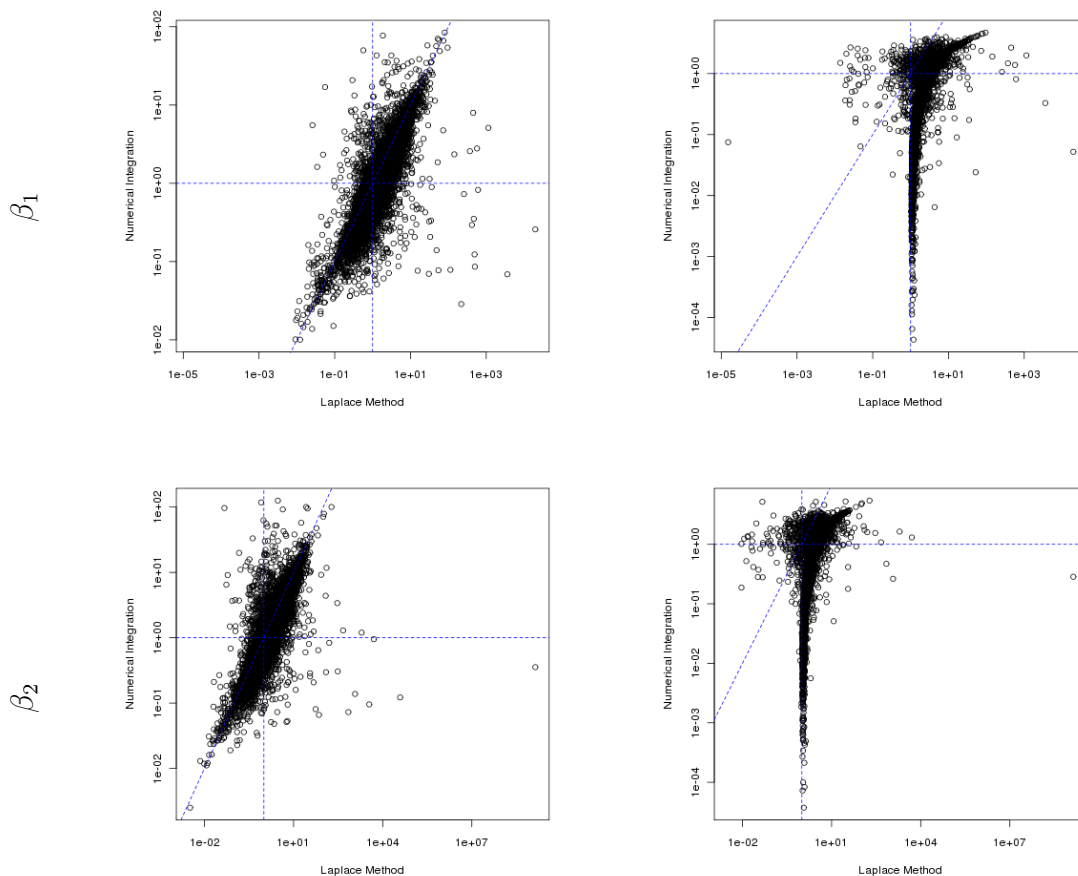 β1
Numerical Integration
1e-02 1e-01 1e+00 1e+01 1e+02
1e-05 1e-03 1e-01 1e+01 1e+03
Laplace Method
Numerical Integration
1e-04 1e-03 1e-02 1e-01 1e+00
1e-05 1e-03 1e-01 1e+01 1e+03
Laplace Method
β2
Numerical Integration
1e-02 1e-01 1e+00 1e+01 1e+02
1e-02 1e+01 1e+04 1e+07
Laplace Method
Numerical Integration
1e-04 1e-03 1e-02 1e-01 1e+00
1e-02 1e+01 1e+04 1e+07
Laplace Method